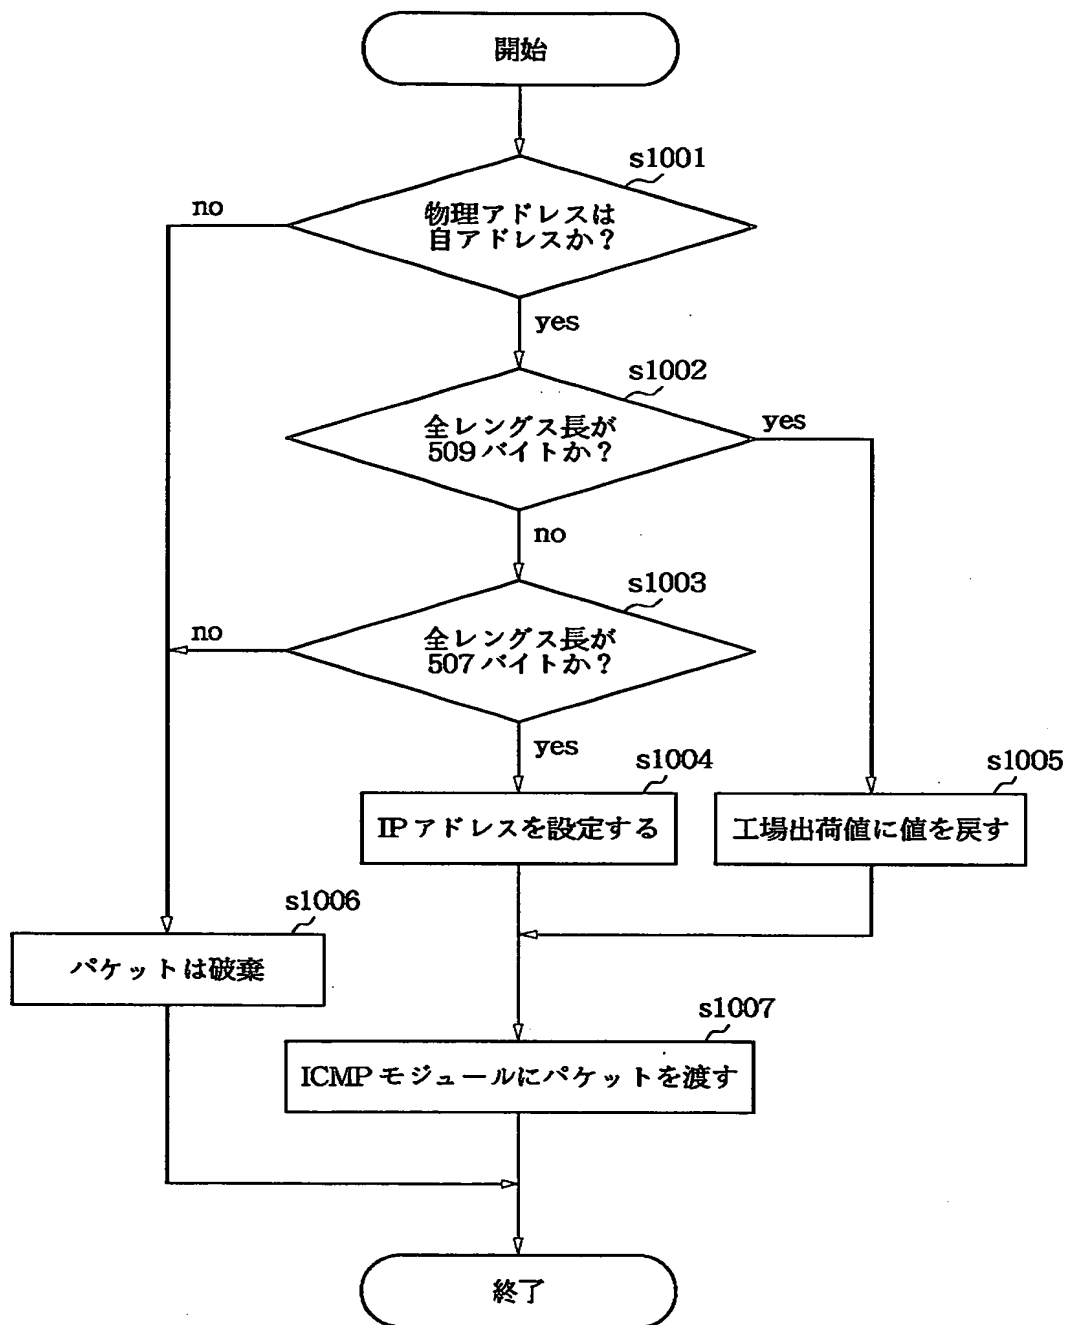 開始
s1001
no
物理アドレスは
自アドレスか？
yes
s1002
全レングス長が
509バイトか？
yes
no
s1003
no
全レングス長が
507バイトか？
yes
s1004
s1005
IPアドレスを設定する
工場出荷値に値を戻す
s1006
パケットは破棄
s1007
ICMPモジュールにパケットを渡す
終了